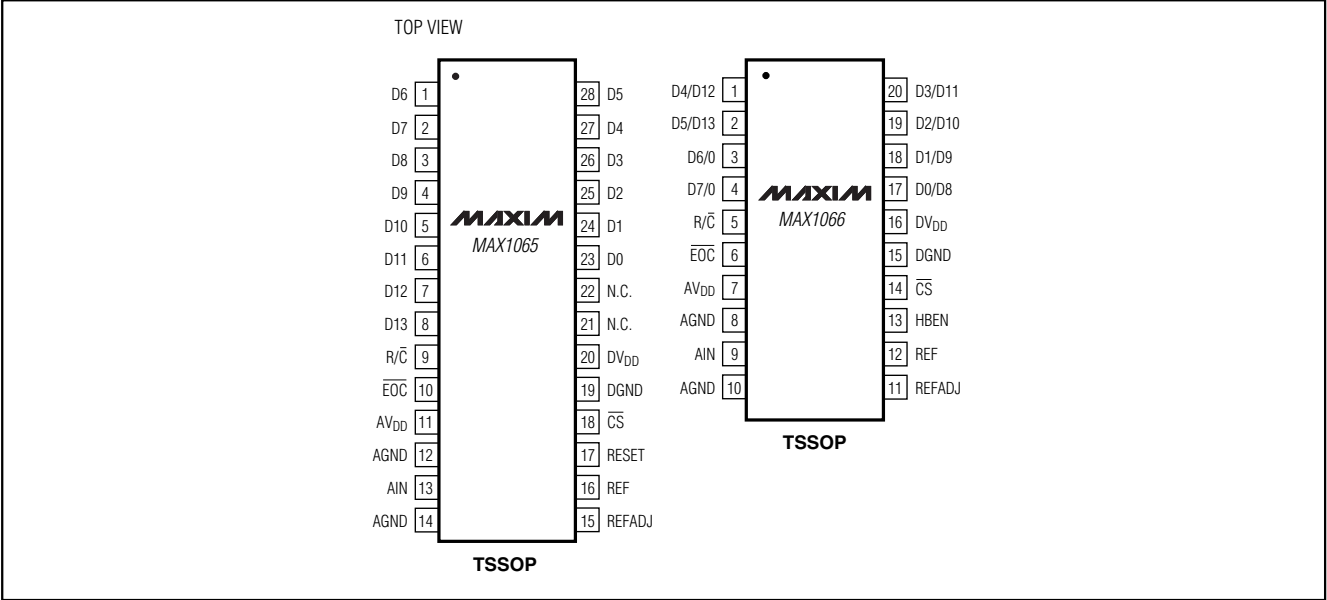 TOP VIEW
D6 1 28 D5
D7 2 27 D4
D8 3 26 D3
D9 4 25 D2
D10 5 24 D1
D11 6 23 D0
D12 7 22 N.C.
D13 8 21 N.C.
R/C̅ 9 20 DVDD
E̅O̅C̅ 10 19 DGND
AVDD 11 18 C̅S̅
AGND 12 17 RESET
AIN 13 16 REF
AGND 14 15 REFADJ
MAXIM
MAX1065
TSSOP
D4/D12 1 20 D3/D11
D5/D13 2 19 D2/D10
D6/0 3 18 D1/D9
D7/0 4 17 D0/D8
R/C̅ 5 16 DVDD
E̅O̅C̅ 6 15 DGND
AVDD 7 14 C̅S̅
AGND 8 13 HBEN
AIN 9 12 REF
AGND 10 11 REFADJ
MAXIM
MAX1066
TSSOP